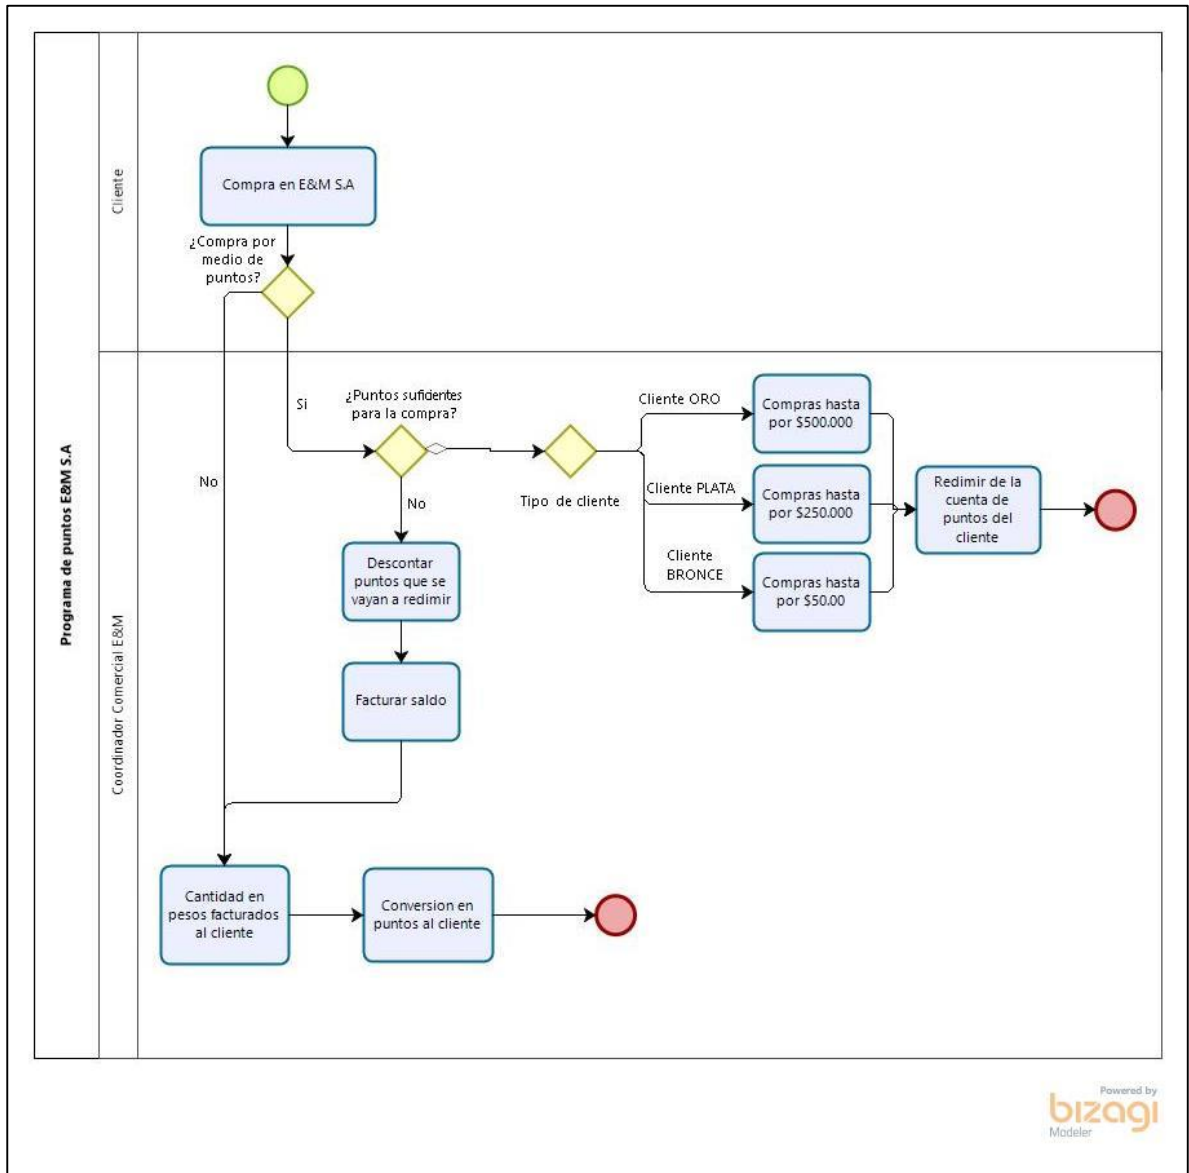 Programa de puntos E&M S.A
Cliente
Compra en E&M S.A
¿Compra por
medio de
puntos?
Coordinador Comercial E&M
Si
No
¿Puntos suficientes
para la compra?
No
Tipo de cliente
Cliente ORO
Compras hasta
por $500.000
Cliente PLATA
Compras hasta
por $250.000
Cliente
BRONCE
Compras hasta
por $50.00
Redimir de la
cuenta de
puntos del
cliente
Descontar
puntos que se
vayan a redimir
Facturar saldo
Cantidad en
pesos facturados
al cliente
Conversion en
puntos al cliente
Powered by
bizagi
Modeler